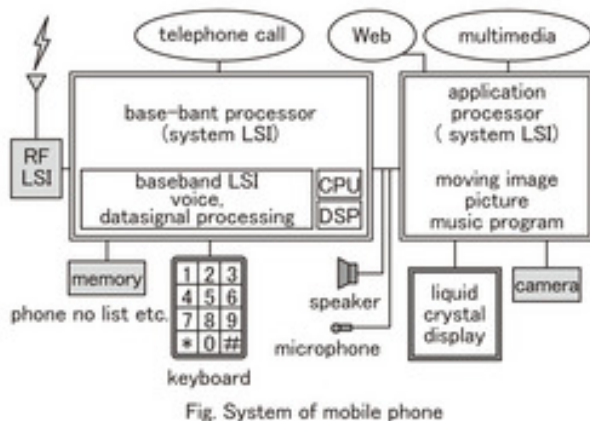 telephone call
Web
multimedia
base-bant processor
(system LSI)
application
processor
( system LSI)
RF
LSI
baseband LSI
voice,
datasignal processing
CPU
DSP
moving image
picture
music program
memory
phone no list etc.
1 2 3
4 5 6
7 8 9
* 0 #
keyboard
speaker
microphone
liquid
crystal
display
camera
Fig. System of mobile phone